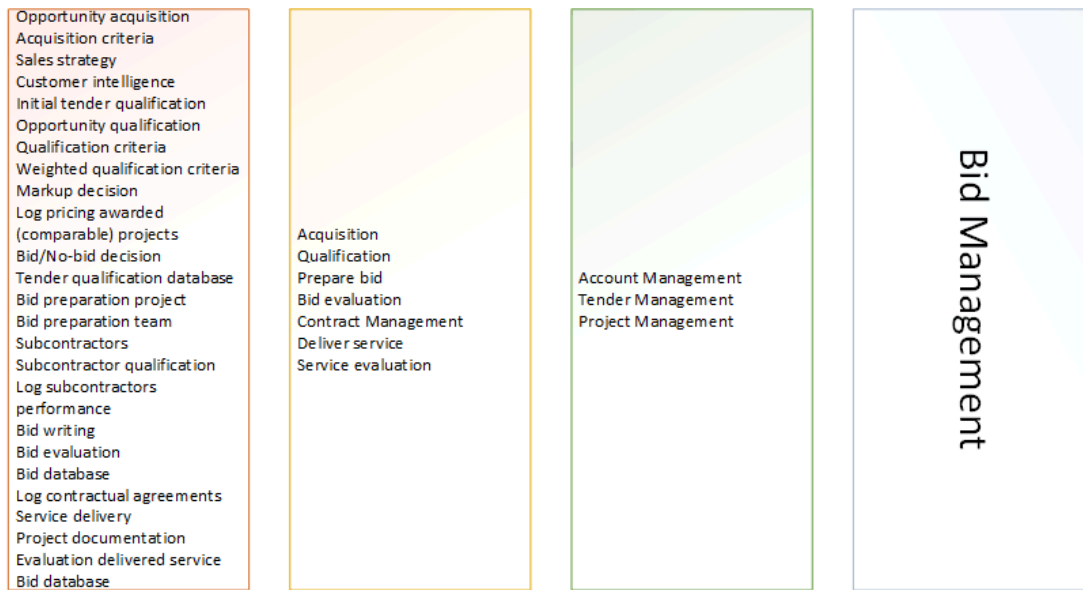 Opportunity acquisition
Acquisition criteria
Sales strategy
Customer intelligence
Initial tender qualification
Opportunity qualification
Qualification criteria
Weighted qualification criteria
Markup decision
Log pricing awarded
(comparable) projects
Bid/No-bid decision
Tender qualification database
Bid preparation project
Bid preparation team
Subcontractors
Subcontractor qualification
Log subcontractors
performance
Bid writing
Bid evaluation
Bid database
Log contractual agreements
Service delivery
Project documentation
Evaluation delivered service
Bid database
Acquisition
Qualification
Prepare bid
Bid evaluation
Contract Management
Deliver service
Service evaluation
Account Management
Tender Management
Project Management
Bid Management